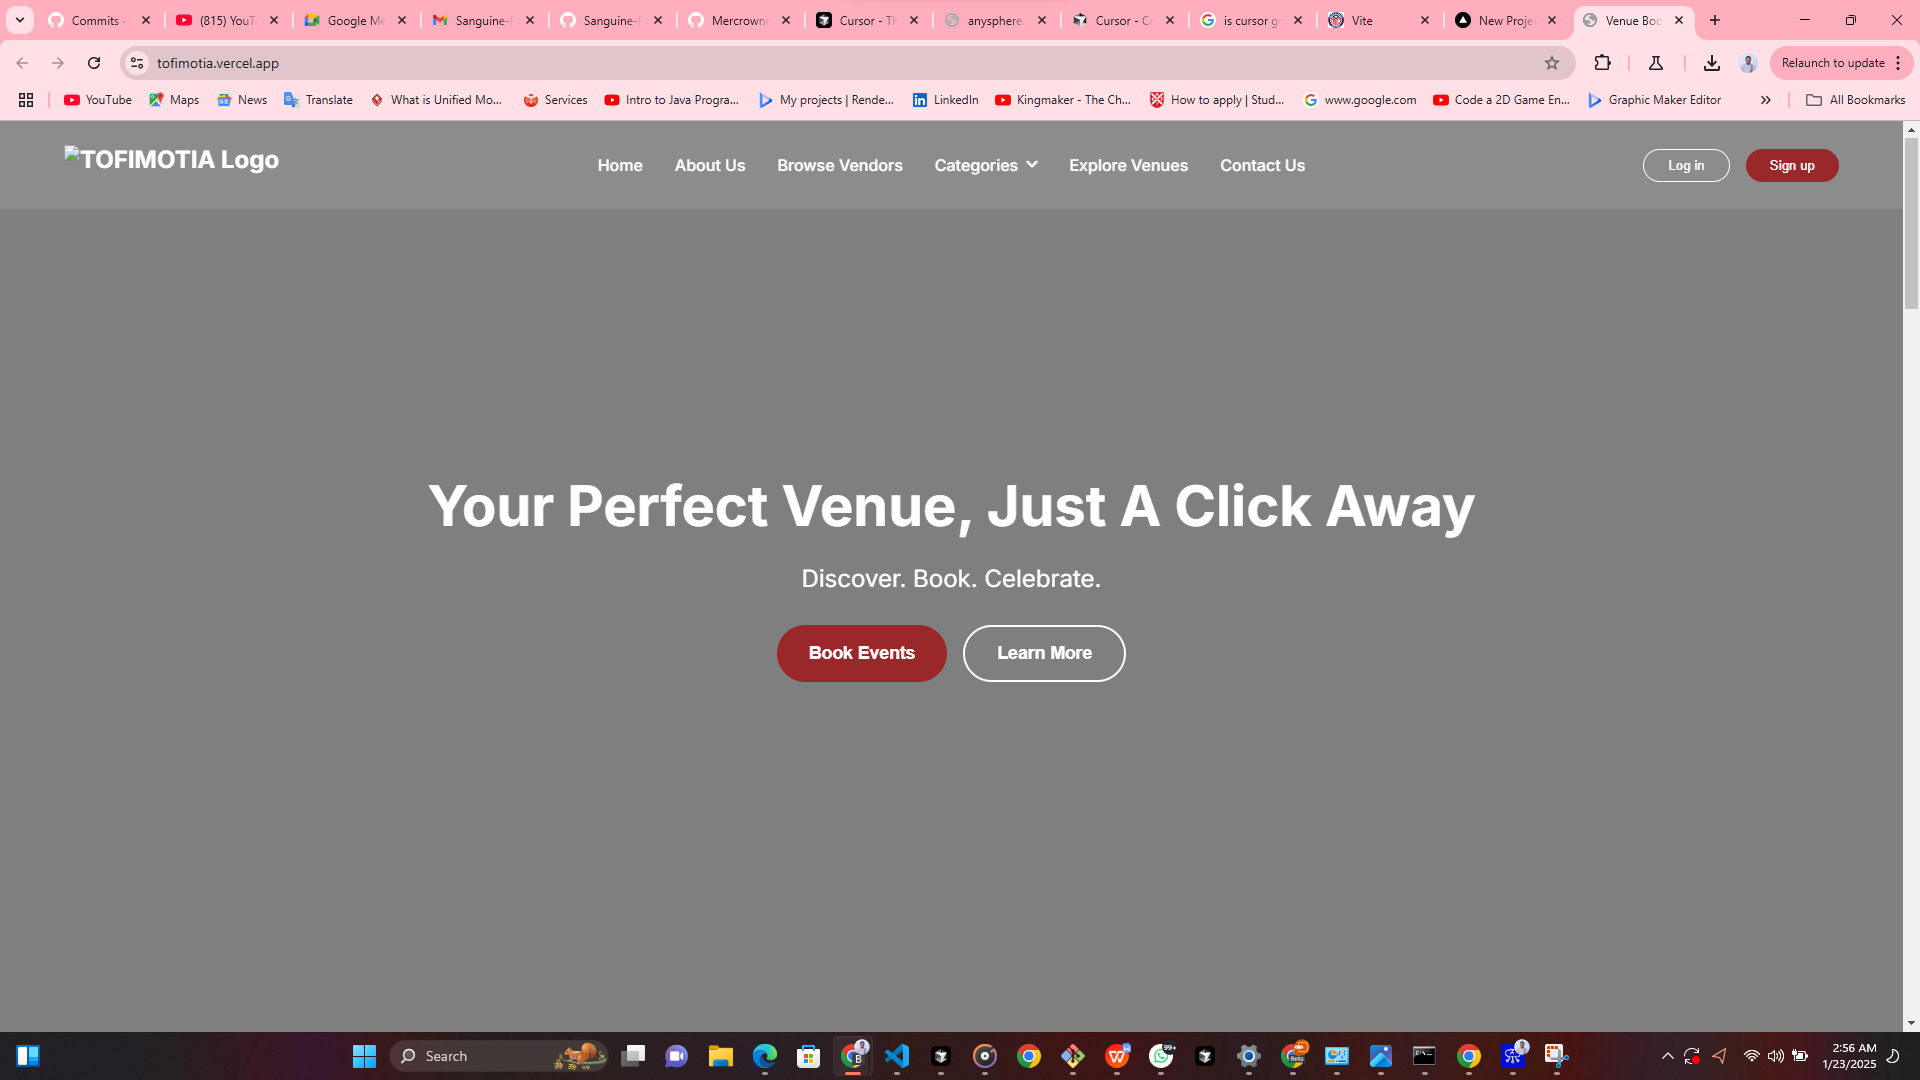 Commits -
(815) YouT
Google Me
Sanguine-
Sanguine-
Mercrown
Cursor - Th
anysphere.
Cursor - Co
is cursor g
Vite
New Proje
Venue Boo
tofimotia.vercel.app
Relaunch to update
YouTube
Maps
News
Translate
What is Unified Mo...
Services
Intro to Java Progra...
My projects | Rende...
LinkedIn
Kingmaker - The Ch...
How to apply | Stud...
www.google.com
Code a 2D Game En...
Graphic Maker Editor
All Bookmarks
TOFIMOTIA Logo
Home
About Us
Browse Vendors
Categories
Explore Venues
Contact Us
Log in
Sign up
Your Perfect Venue, Just A Click Away
Discover. Book. Celebrate.
Book Events
Learn More
Search
99+
Beta
2:56 AM
1/23/2025